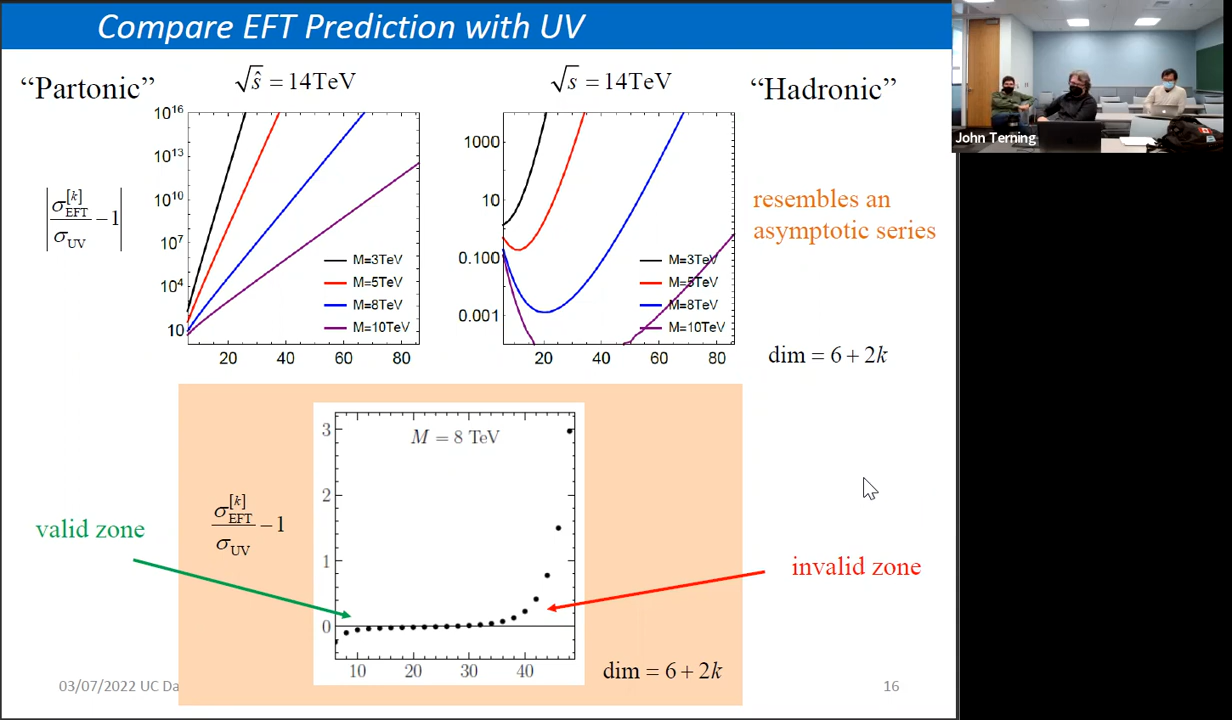 Compare EFT Prediction with UV
“Partonic”
√ŝ = 14TeV
√s = 14TeV
“Hadronic”
|σ_EFT^[k] / σ_UV − 1|
10^16
10^13
10^10
10^7
10^4
10
M=3TeV
M=5TeV
M=8TeV
M=10TeV
20 40 60 80
1000
10
0.100
0.001
M=3TeV
M=5TeV
M=8TeV
M=10TeV
20 40 60 80
resembles an
asymptotic series
dim = 6 + 2k
valid zone
σ_EFT^[k] / σ_UV − 1
M = 8 TeV
3
2
1
0
10 20 30 40
invalid zone
dim = 6 + 2k
03/07/2022 UC Da
16
John Terning